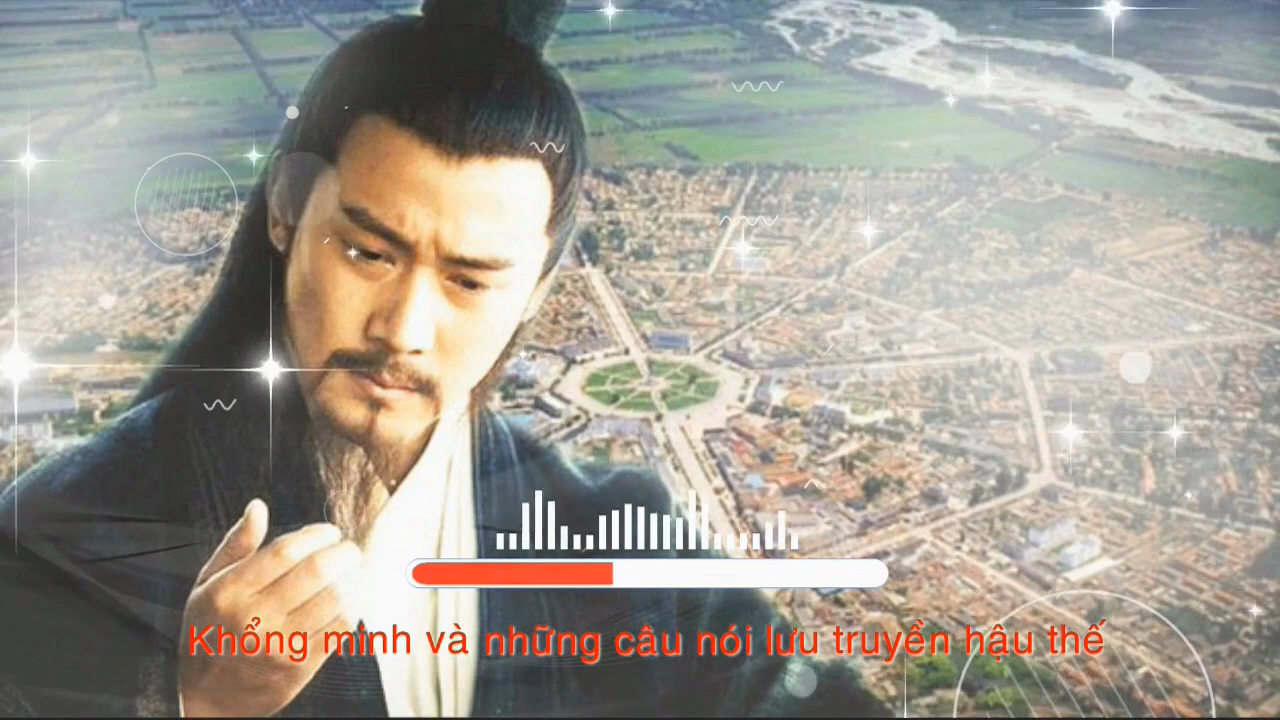 Khổng minh và những câu nói lưu truyền hậu thế